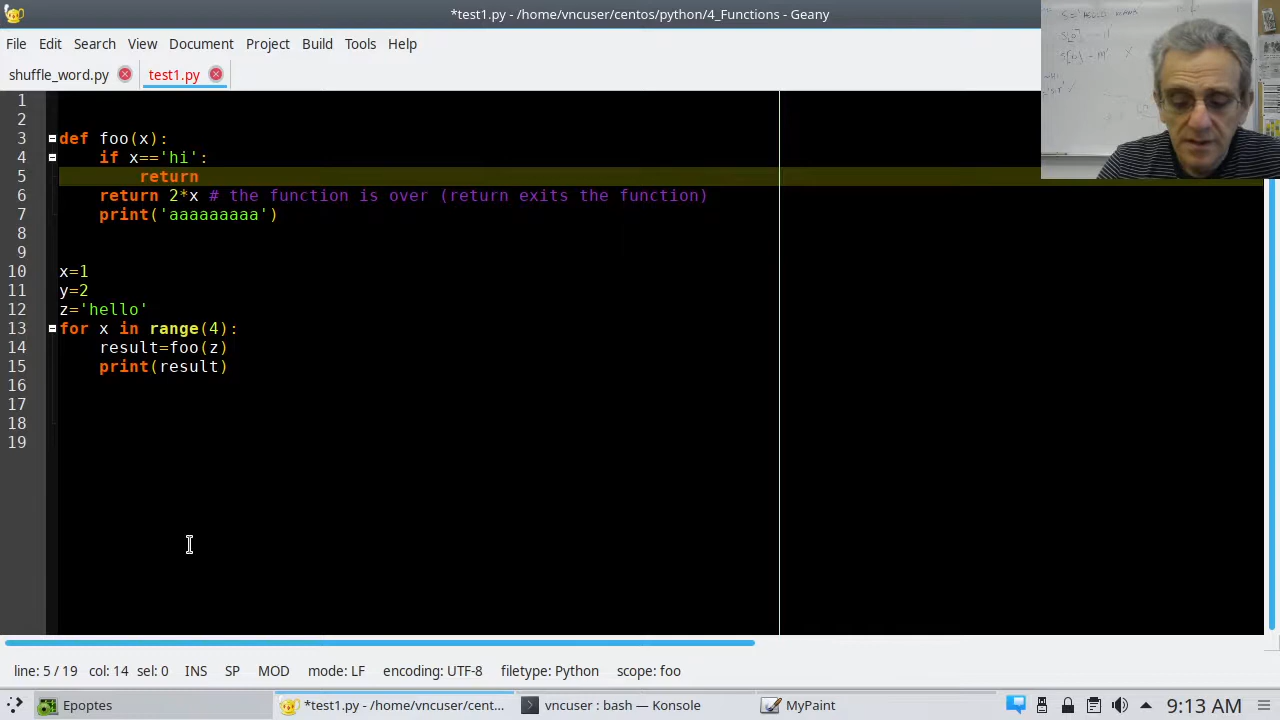 *test1.py - /home/vncuser/centos/python/4_Functions - Geany
File Edit Search View Document Project Build Tools Help
shuffle_word.py test1.py
1
2
3 def foo(x):
4     if x=='hi':
5         return
6     return 2*x # the function is over (return exits the function)
7     print('aaaaaaaaa')
8
9
10 x=1
11 y=2
12 z='hello'
13 for x in range(4):
14     result=foo(z)
15     print(result)
16
17
18
19
line: 5 / 19 col: 14 sel: 0 INS SP MOD mode: LF encoding: UTF-8 filetype: Python scope: foo
Epoptes *test1.py - /home/vncuser/cent... vncuser : bash — Konsole MyPaint 9:13 AM